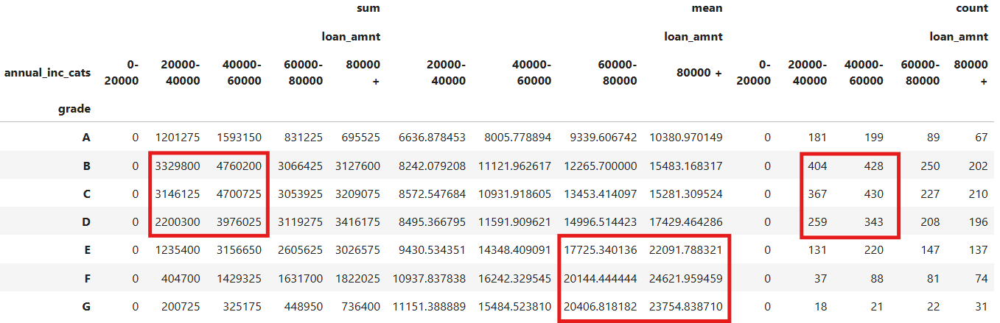 sum mean count
loan_amnt loan_amnt loan_amnt
annual_inc_cats 0-20000 20000-40000 40000-60000 60000-80000 80000 + 20000-40000 40000-60000 60000-80000 80000 + 0-20000 20000-40000 40000-60000 60000-80000 80000 +
grade
A 0 1201275 1593150 831225 695525 6636.878453 8005.778894 9339.606742 10380.970149 0 181 199 89 67
B 0 3329800 4760200 3066425 3127600 8242.079208 11121.962617 12265.700000 15483.168317 0 404 428 250 202
C 0 3146125 4700725 3053925 3209075 8572.547684 10931.918605 13453.414097 15281.309524 0 367 430 227 210
D 0 2200300 3976025 3119275 3416175 8495.366795 11591.909621 14996.514423 17429.464286 0 259 343 208 196
E 0 1235400 3156650 2605625 3026575 9430.534351 14348.409091 17725.340136 22091.788321 0 131 220 147 137
F 0 404700 1429325 1631700 1822025 10937.837838 16242.329545 20144.444444 24621.959459 0 37 88 81 74
G 0 200725 325175 448950 736400 11151.388889 15484.523810 20406.818182 23754.838710 0 18 21 22 31